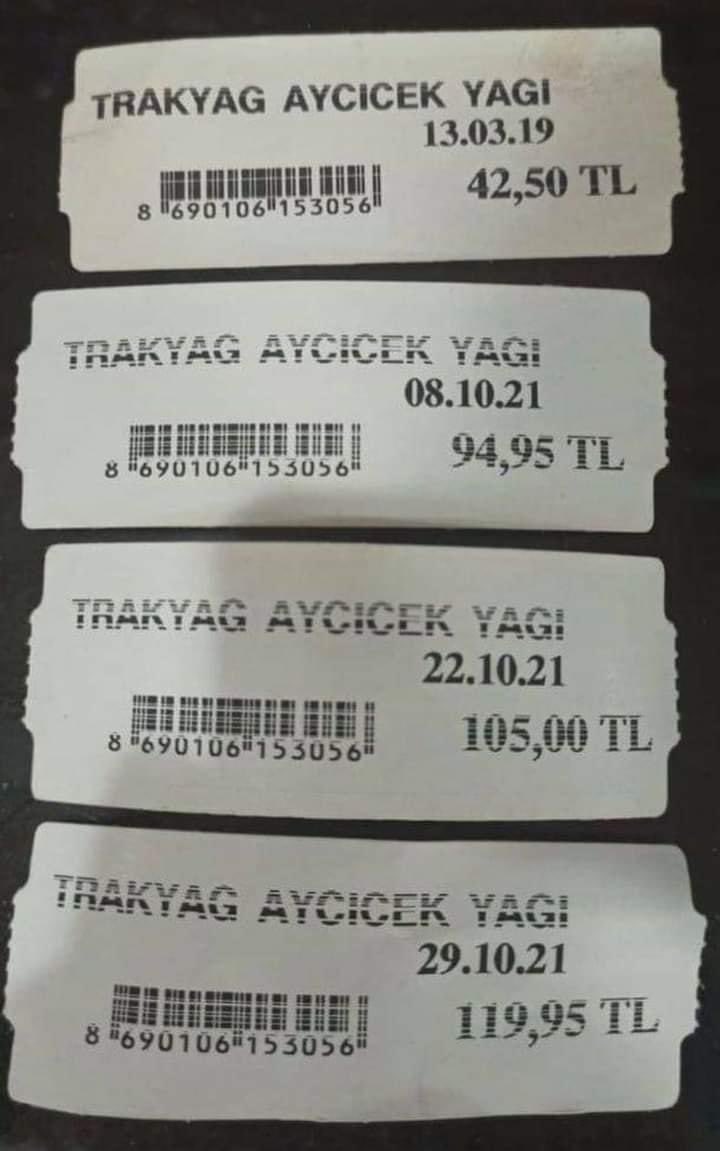 TRAKYAG AYCICEK YAGI
13.03.19
42,50 TL
8 690106 153056
TRAKYAG AYCICEK YAGI
08.10.21
94,95 TL
8 690106 153056
TRAKYAG AYCICEK YAGI
22.10.21
105,00 TL
8 690106 153056
TRAKYAG AYCICEK YAGI
29.10.21
119,95 TL
8 690106 153056